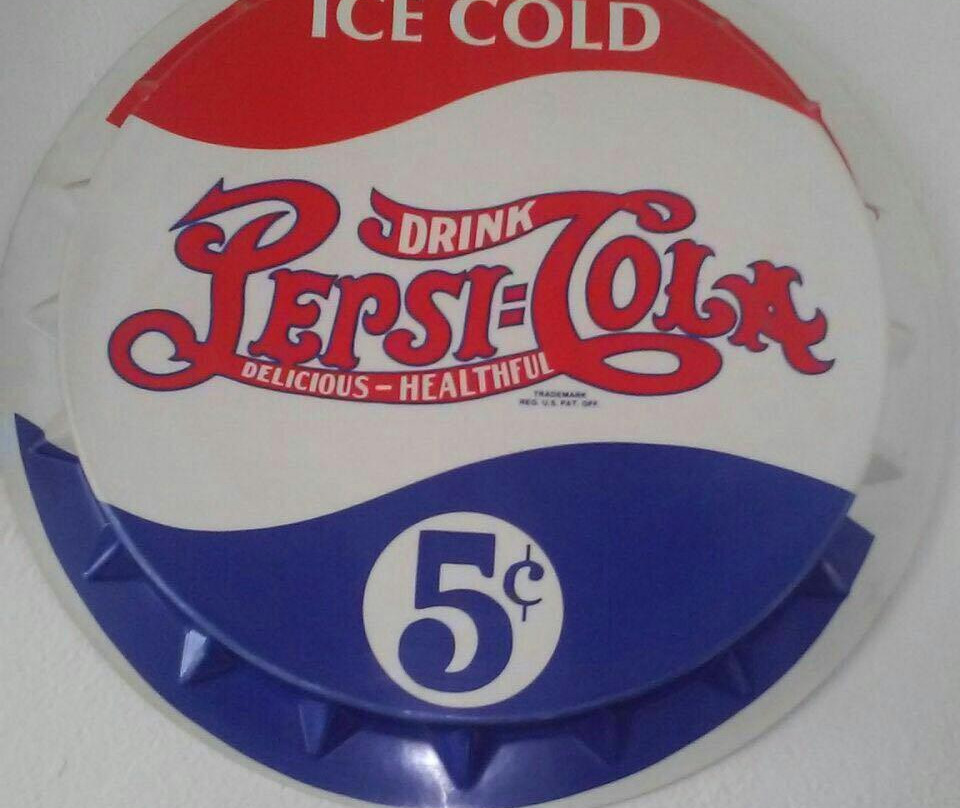 ICE COLD
DRINK
PEPSI=COLA
DELICIOUS - HEALTHFUL
TRADEMARK
REG. U.S. PAT. OFF.
5¢